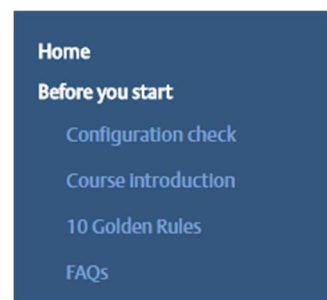 Home
Before you start
Configuration check
Course introduction
10 Golden Rules
FAQs